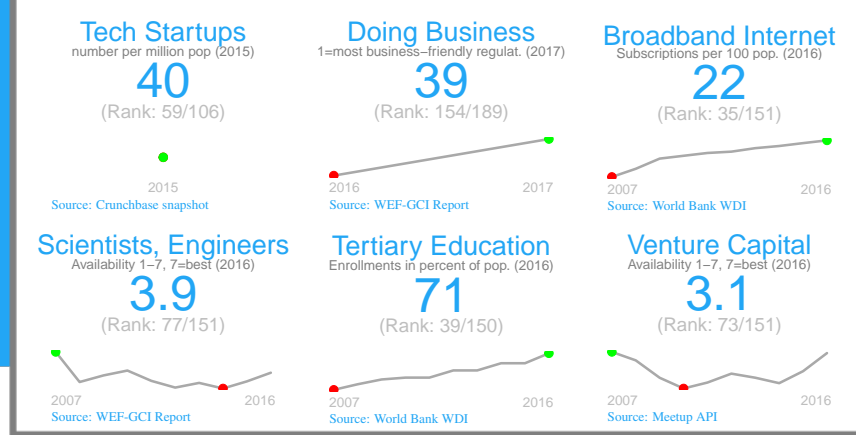 Tech Startups
number per million pop (2015)
40
(Rank: 59/106)
2015
Source: Crunchbase snapshot
Doing Business
1=most business−friendly regulat. (2017)
39
(Rank: 154/189)
2016 2017
Source: WEF-GCI Report
Broadband Internet
Subscriptions per 100 pop. (2016)
22
(Rank: 35/151)
2007 2016
Source: World Bank WDI
Scientists, Engineers
Availability 1−7, 7=best (2016)
3.9
(Rank: 77/151)
2007 2016
Source: WEF-GCI Report
Tertiary Education
Enrollments in percent of pop. (2016)
71
(Rank: 39/150)
2007 2016
Source: World Bank WDI
Venture Capital
Availability 1−7, 7=best (2016)
3.1
(Rank: 73/151)
2007 2016
Source: Meetup API